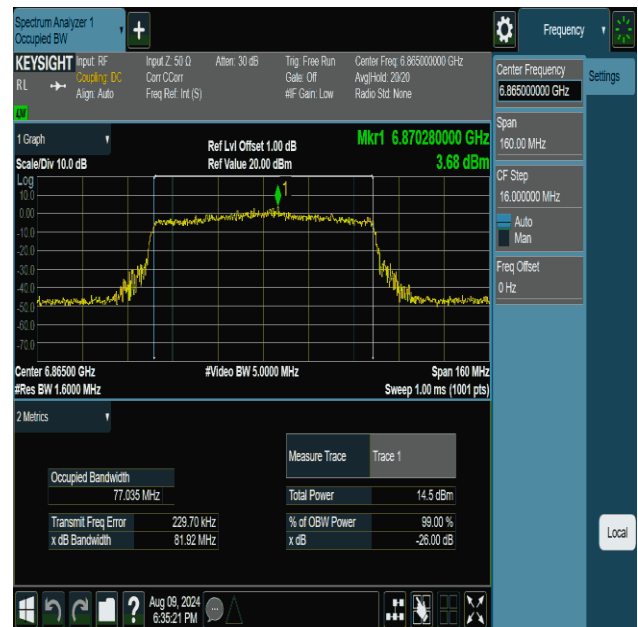 Spectrum Analyzer 1
Occupied BW
+
Frequency
KEYSIGHT Input: RF Input Z: 50 Ω Atten: 30 dB Trig: Free Run Center Freq: 6.865000000 GHz
RL Coupling: DC Corr CCorr Gate: Off Avg|Hold: 20/20
Align: Auto Freq Ref: Int (S) #IF Gain: Low Radio Std: None
Center Frequency
6.865000000 GHz
Settings
Span
160.00 MHz
CF Step
16.000000 MHz
Auto
Man
Freq Offset
0 Hz
Local
1 Graph
Ref Lvl Offset 1.00 dB Mkr1 6.870280000 GHz
Scale/Div 10.0 dB Ref Value 20.00 dBm 3.68 dBm
Log
10.0
0.00
-10.0
-20.0
-30.0
-40.0
-50.0
-60.0
-70.0
1
Center 6.86500 GHz #Video BW 5.0000 MHz Span 160 MHz
#Res BW 1.6000 MHz Sweep 1.00 ms (1001 pts)
2 Metrics
Measure Trace Trace 1
Occupied Bandwidth
77.035 MHz
Total Power 14.5 dBm
Transmit Freq Error 229.70 kHz % of OBW Power 99.00 %
x dB Bandwidth 81.92 MHz x dB -26.00 dB
?
Aug 09, 2024
6:35:21 PM